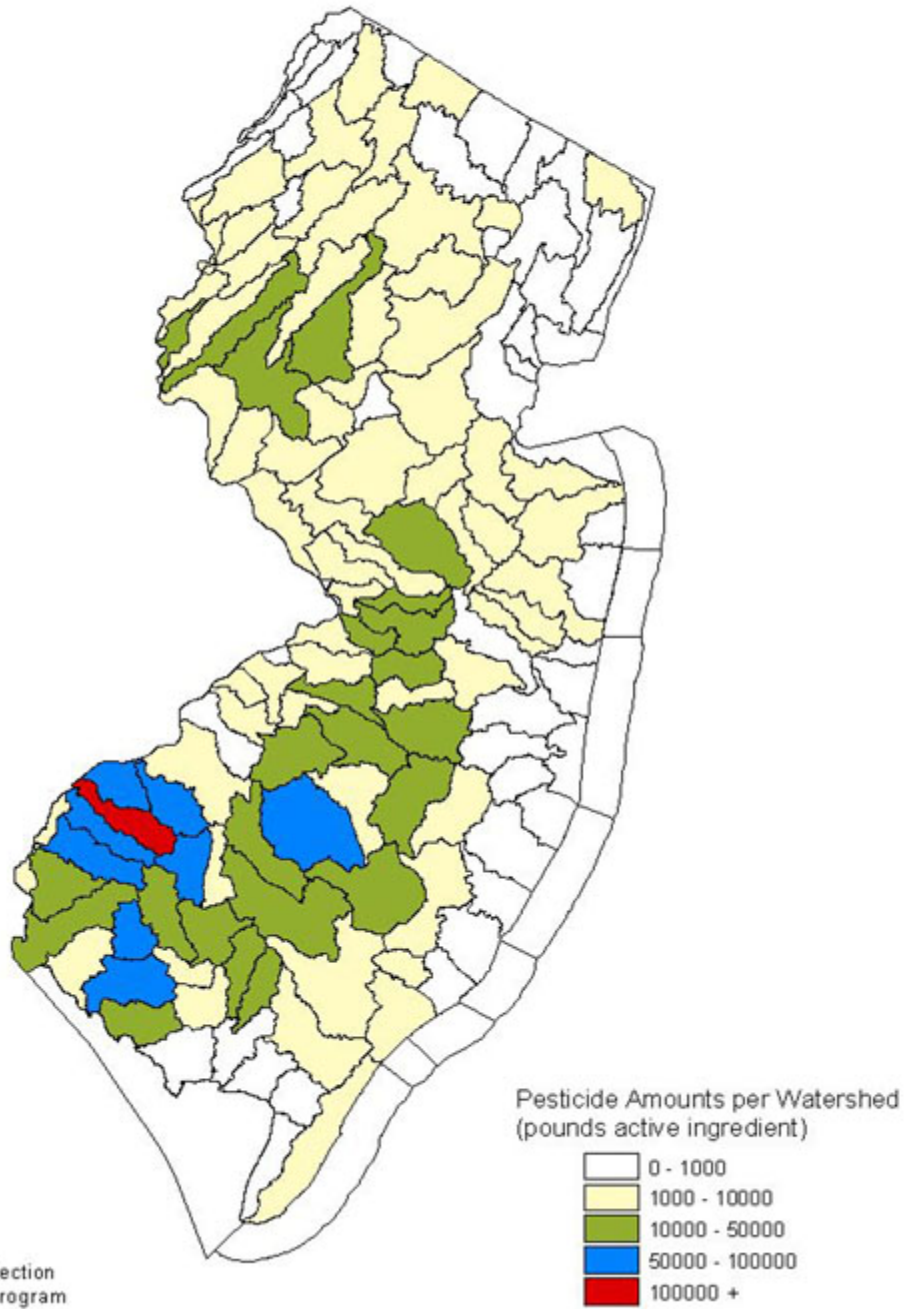 Pesticide Amounts per Watershed
(pounds active ingredient)
0 - 1000
1000 - 10000
10000 - 50000
50000 - 100000
100000 +
ection
rogram